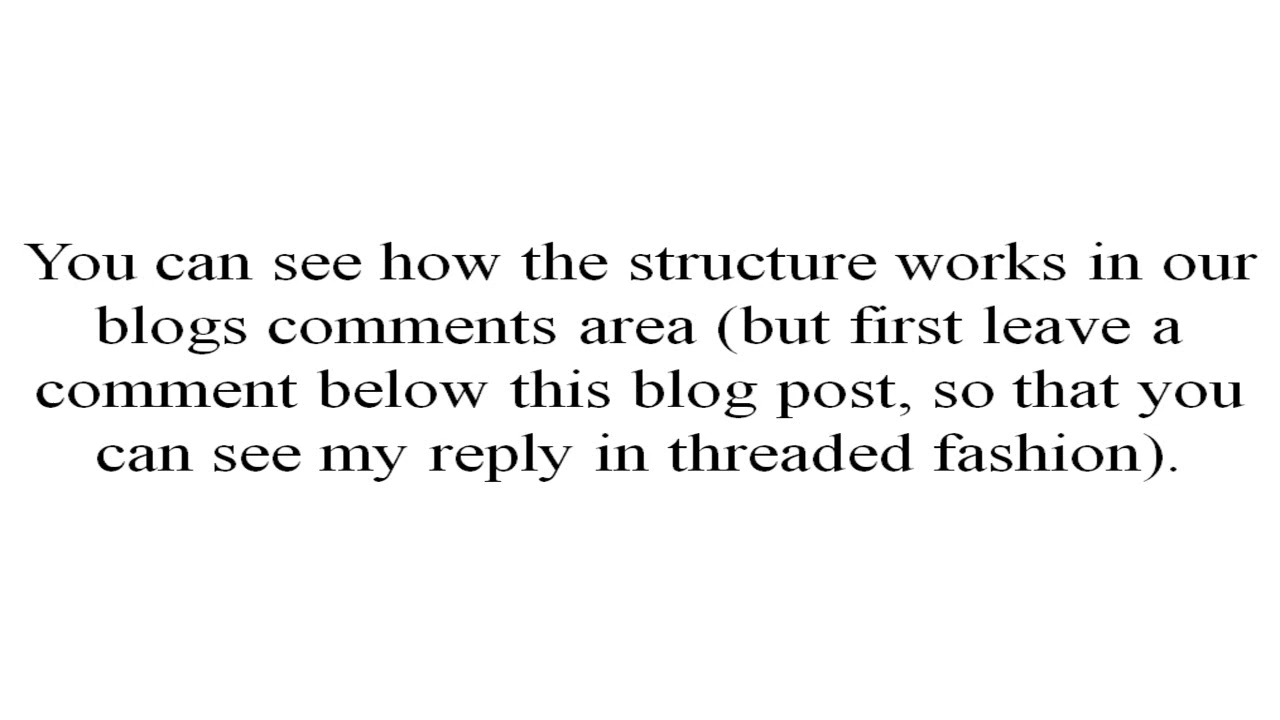 You can see how the structure works in our
blogs comments area (but first leave a
comment below this blog post, so that you
can see my reply in threaded fashion).